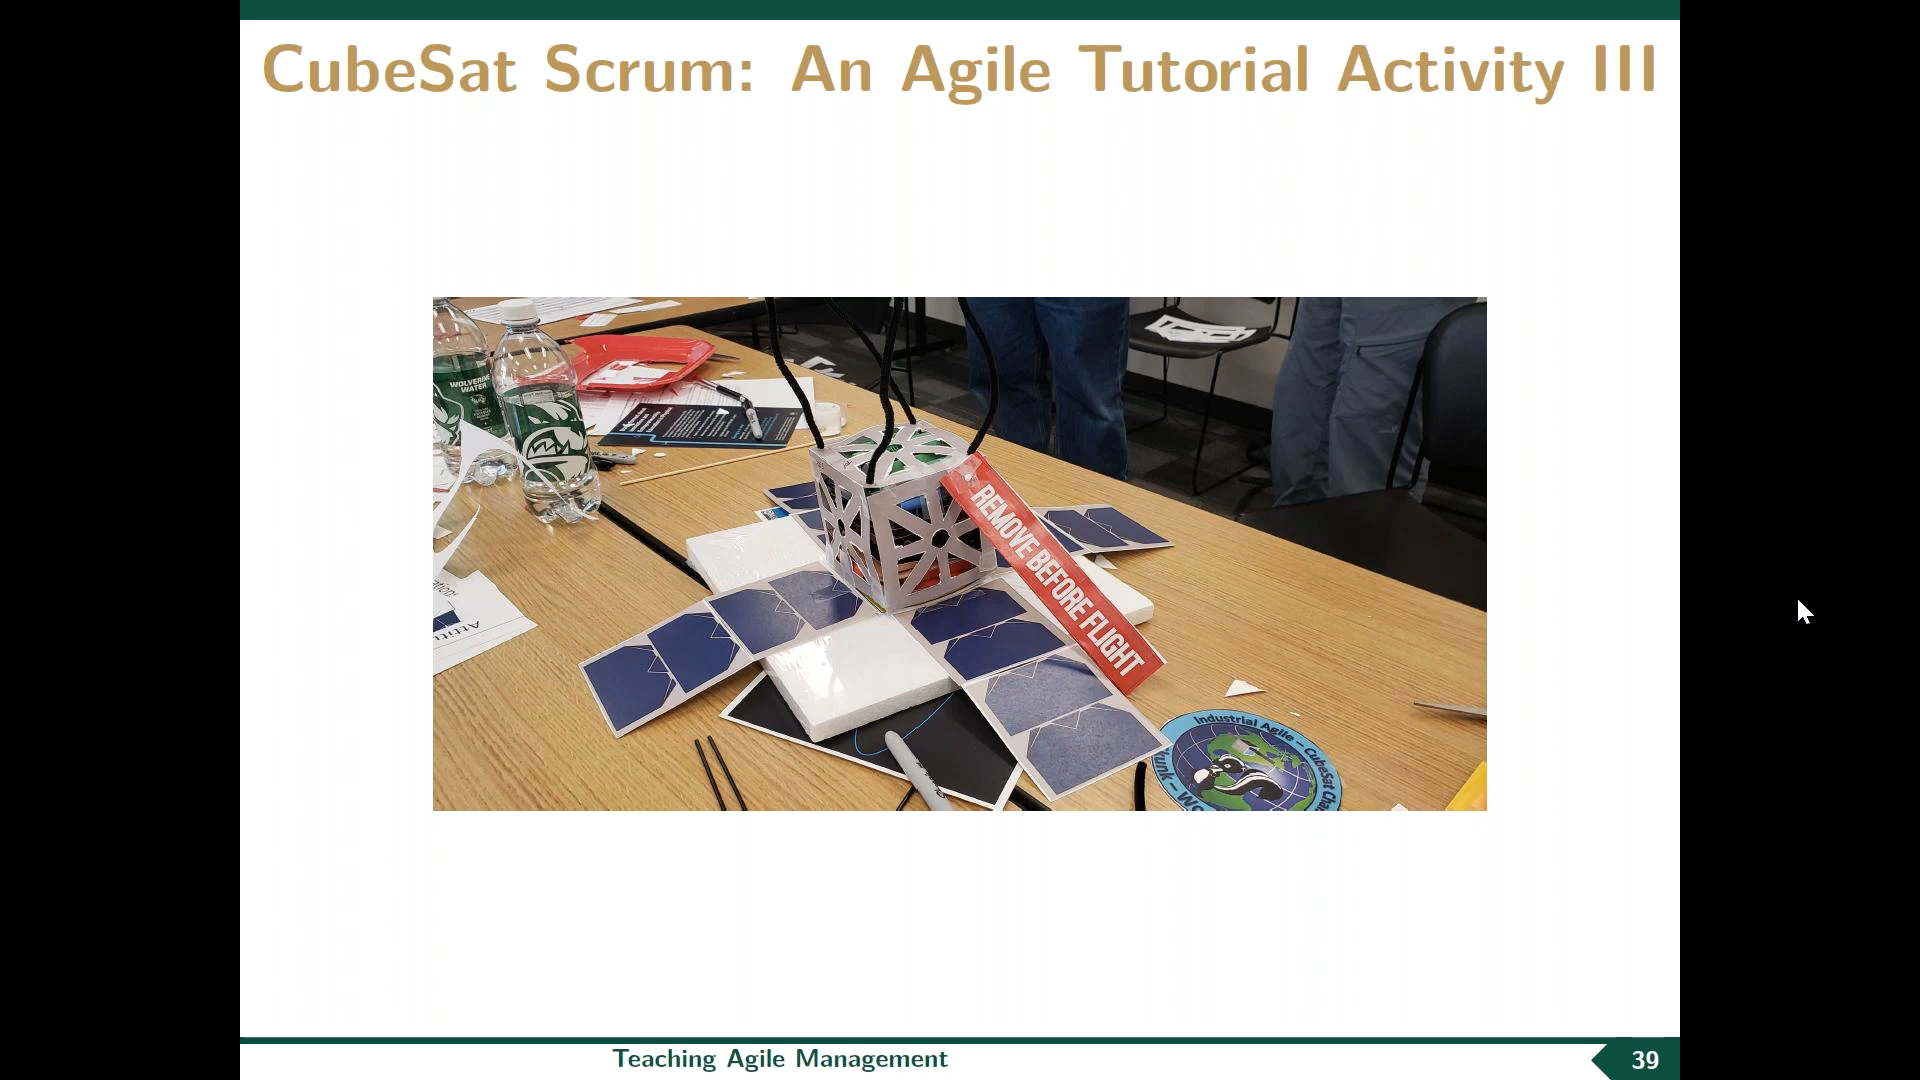 CubeSat Scrum: An Agile Tutorial Activity III
WOLVERINE
WATER
REMOVE BEFORE FLIGHT
Industrial Agile – CubeSat
Teaching Agile Management
39